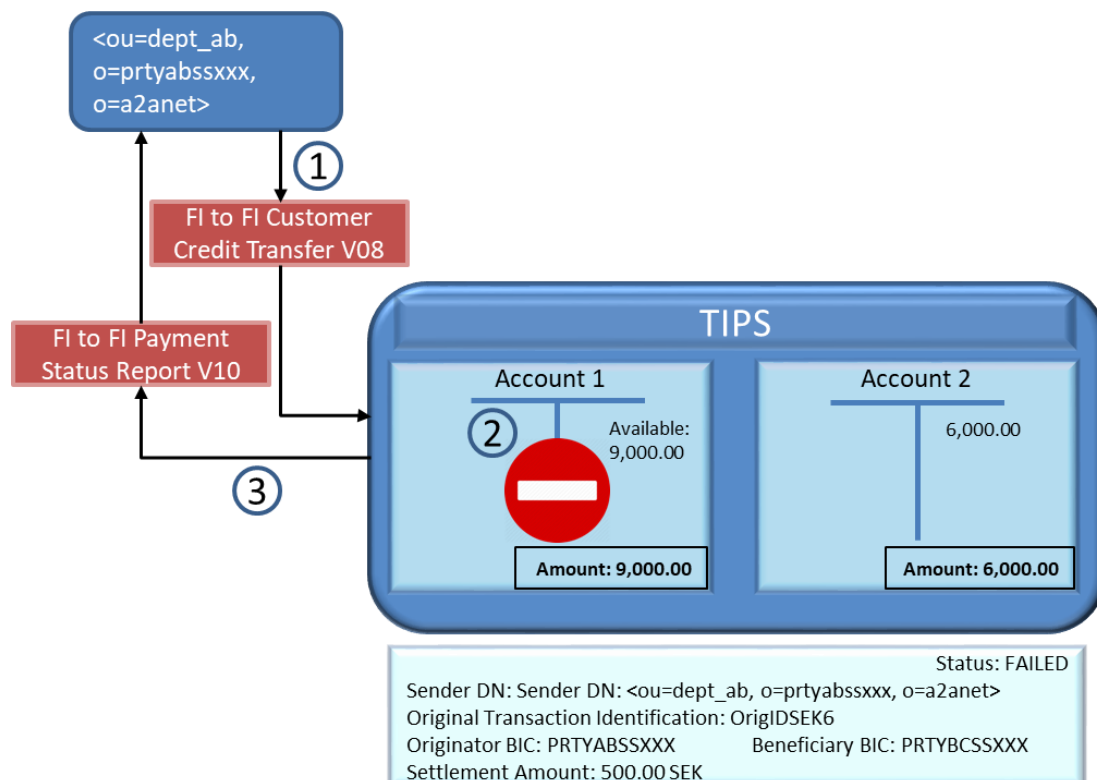 <ou=dept_ab,
o=prtyabssxxx,
o=a2anet>
1
FI to FI Customer
Credit Transfer V08
FI to FI Payment
Status Report V10
TIPS
Account 1
2
Available:
9,000.00
Amount: 9,000.00
Account 2
6,000.00
Amount: 6,000.00
3
Status: FAILED
Sender DN: Sender DN: <ou=dept_ab, o=prtyabssxxx, o=a2anet>
Original Transaction Identification: OrigIDSEK6
Originator BIC: PRTYABSSXXX Beneficiary BIC: PRTYBCSSXXX
Settlement Amount: 500.00 SEK